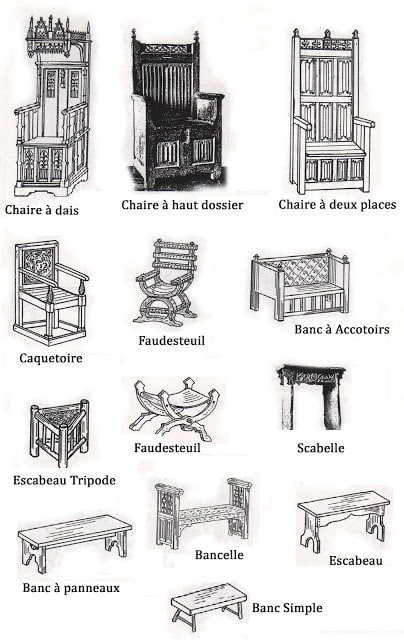 Chaire à dais
Chaire à haut dossier
Chaire à deux places
Caquetoire
Faudesteuil
Banc à Accotoirs
Escabeau Tripode
Faudesteuil
Scabelle
Banc à panneaux
Bancelle
Escabeau
Banc Simple